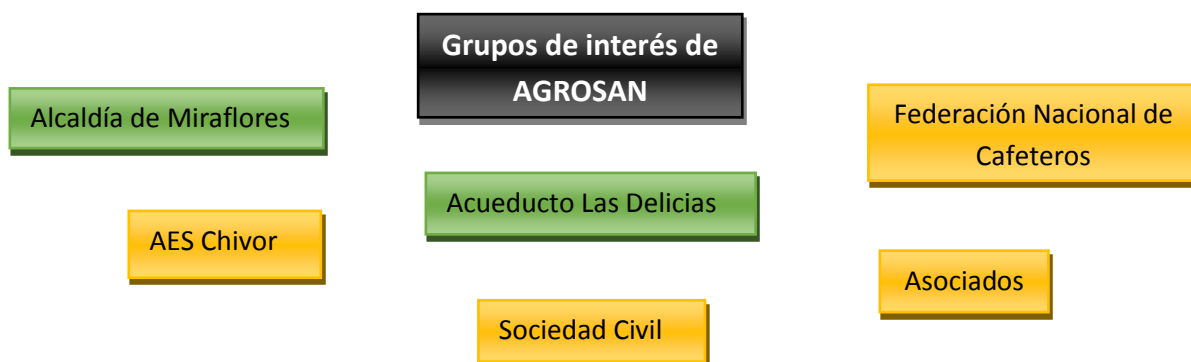 Grupos de interés de
AGROSAN
Alcaldía de Miraflores
Federación Nacional de
Cafeteros
Acueducto Las Delicias
AES Chivor
Asociados
Sociedad Civil